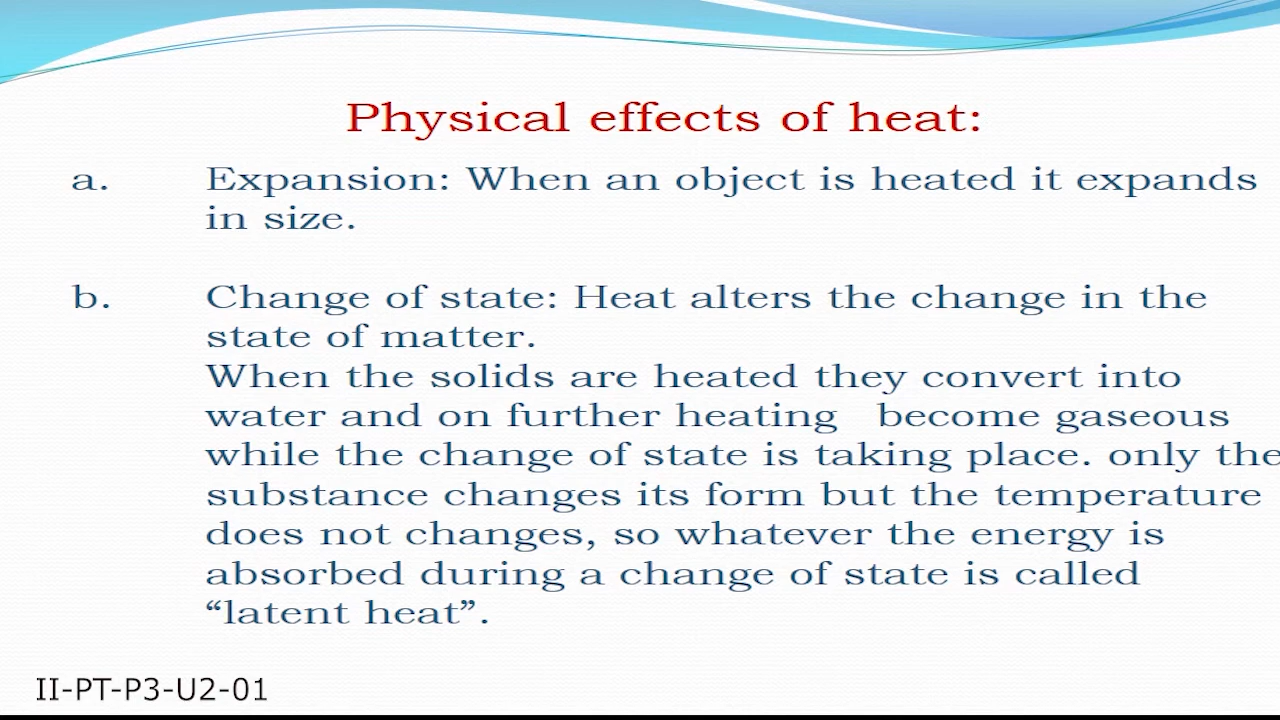 Physical effects of heat:
a. Expansion: When an object is heated it expands
in size.
b. Change of state: Heat alters the change in the
state of matter.
When the solids are heated they convert into
water and on further heating become gaseous
while the change of state is taking place. only the
substance changes its form but the temperature
does not changes, so whatever the energy is
absorbed during a change of state is called
“latent heat”.
II-PT-P3-U2-01